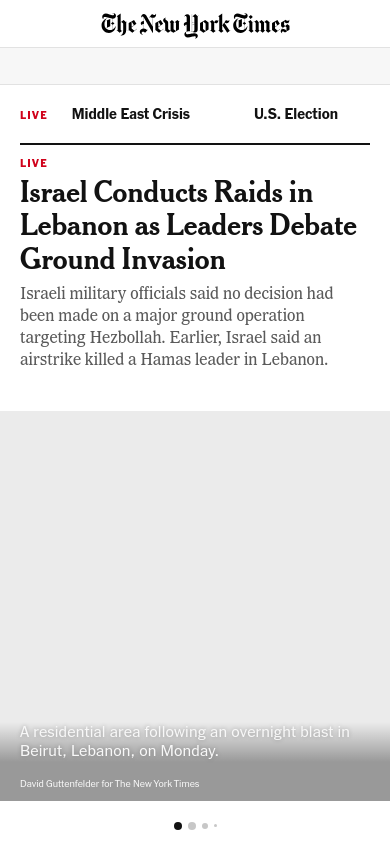 The New York Times
LIVE
Middle East Crisis
U.S. Election
LIVE
Israel Conducts Raids in
Lebanon as Leaders Debate
Ground Invasion
Israeli military officials said no decision had
been made on a major ground operation
targeting Hezbollah. Earlier, Israel said an
airstrike killed a Hamas leader in Lebanon.
A residential area following an overnight blast in
Beirut, Lebanon, on Monday.
David Guttenfelder for The New York Times